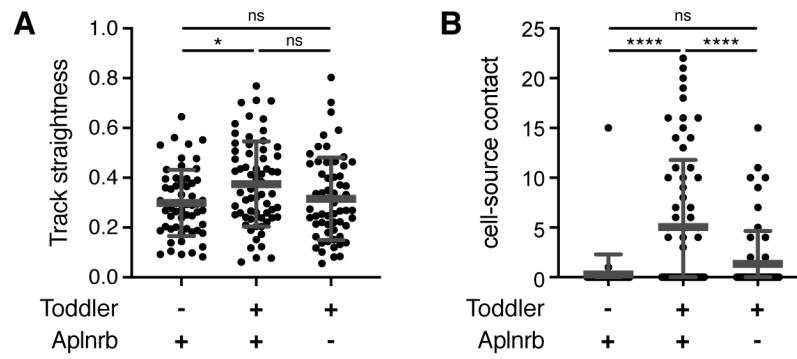 A
ns
* ns
Track straightness
1.0
0.8
0.6
0.4
0.2
0.0
Toddler - + +
Aplnrb + + -
B
ns
**** ****
cell-source contact
25
20
15
10
5
0
Toddler - + +
Aplnrb + + -